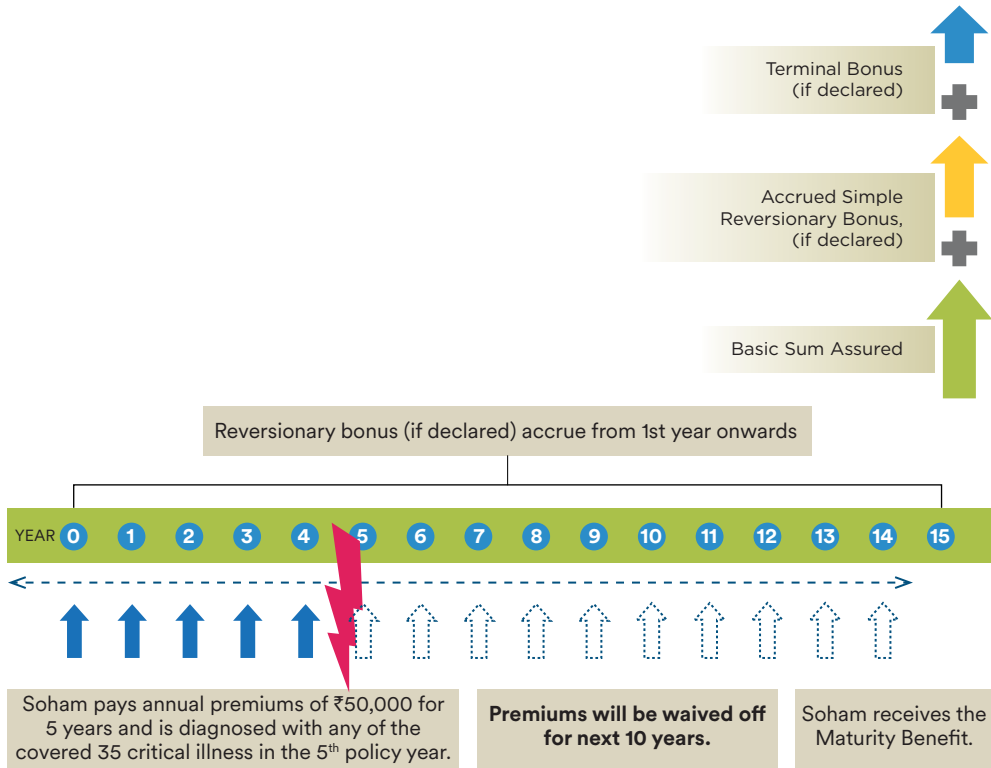 Terminal Bonus
(if declared)
Accrued Simple
Reversionary Bonus,
(if declared)
Basic Sum Assured
Reversionary bonus (if declared) accrue from 1st year onwards
YEAR 0 1 2 3 4 5 6 7 8 9 10 11 12 13 14 15
Soham pays annual premiums of ₹50,000 for
5 years and is diagnosed with any of the
covered 35 critical illness in the 5th policy year.
Premiums will be waived off
for next 10 years.
Soham receives the
Maturity Benefit.